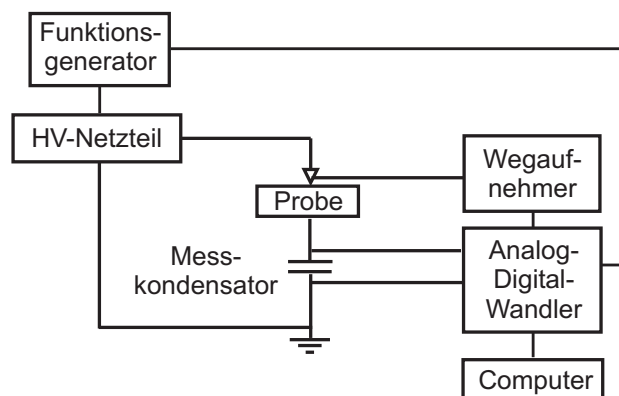 Funktions-
generator
HV-Netzteil
Wegauf-
nehmer
Probe
Mess-
kondensator
Analog-
Digital-
Wandler
Computer